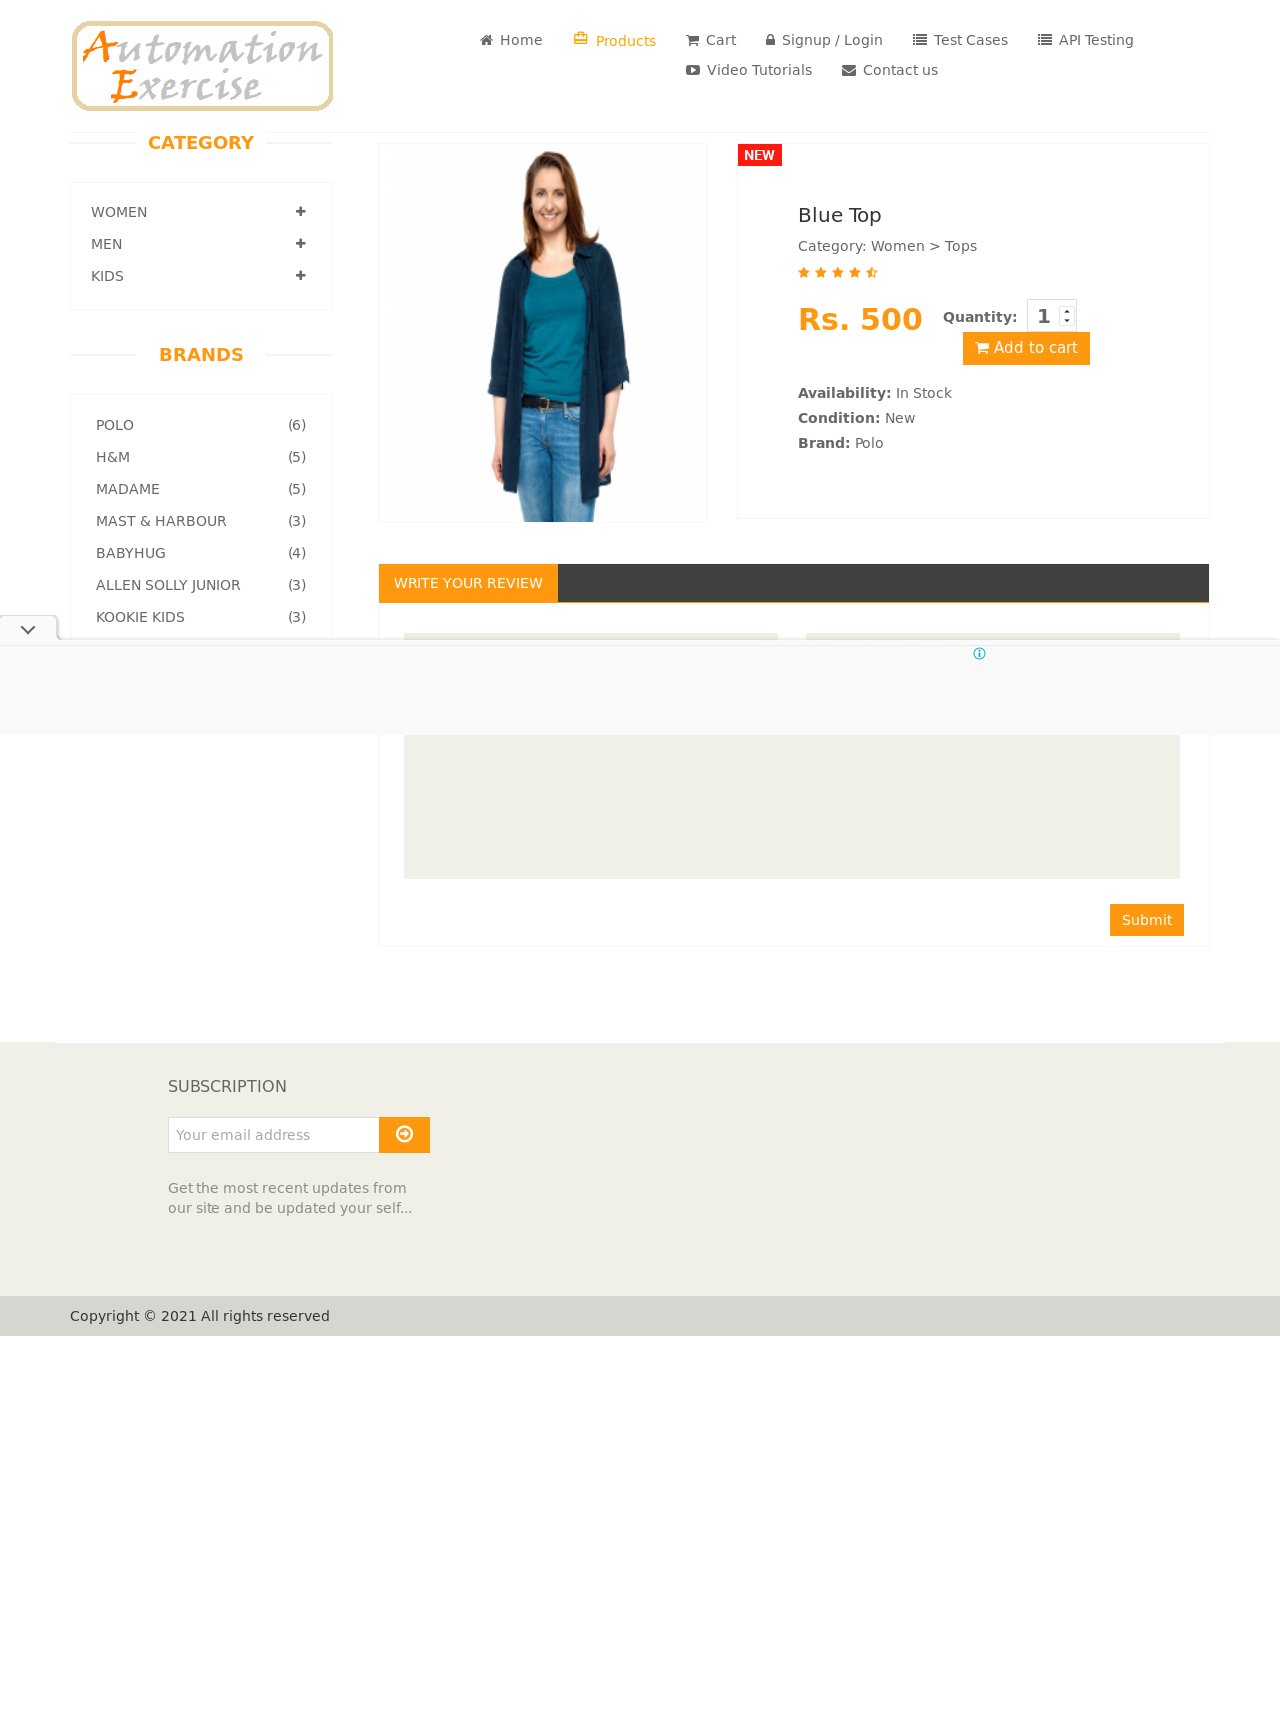 Automation
Exercise
Home
Products
Cart
Signup / Login
Test Cases
API Testing
Video Tutorials
Contact us
CATEGORY
WOMEN
MEN
KIDS
BRANDS
POLO (6)
H&M (5)
MADAME (5)
MAST & HARBOUR (3)
BABYHUG (4)
ALLEN SOLLY JUNIOR (3)
KOOKIE KIDS (3)
NEW
Blue Top
Category: Women > Tops
Rs. 500 Quantity: 1
Add to cart
Availability: In Stock
Condition: New
Brand: Polo
WRITE YOUR REVIEW
Submit
SUBSCRIPTION
Your email address
Get the most recent updates from
our site and be updated your self...
Copyright © 2021 All rights reserved